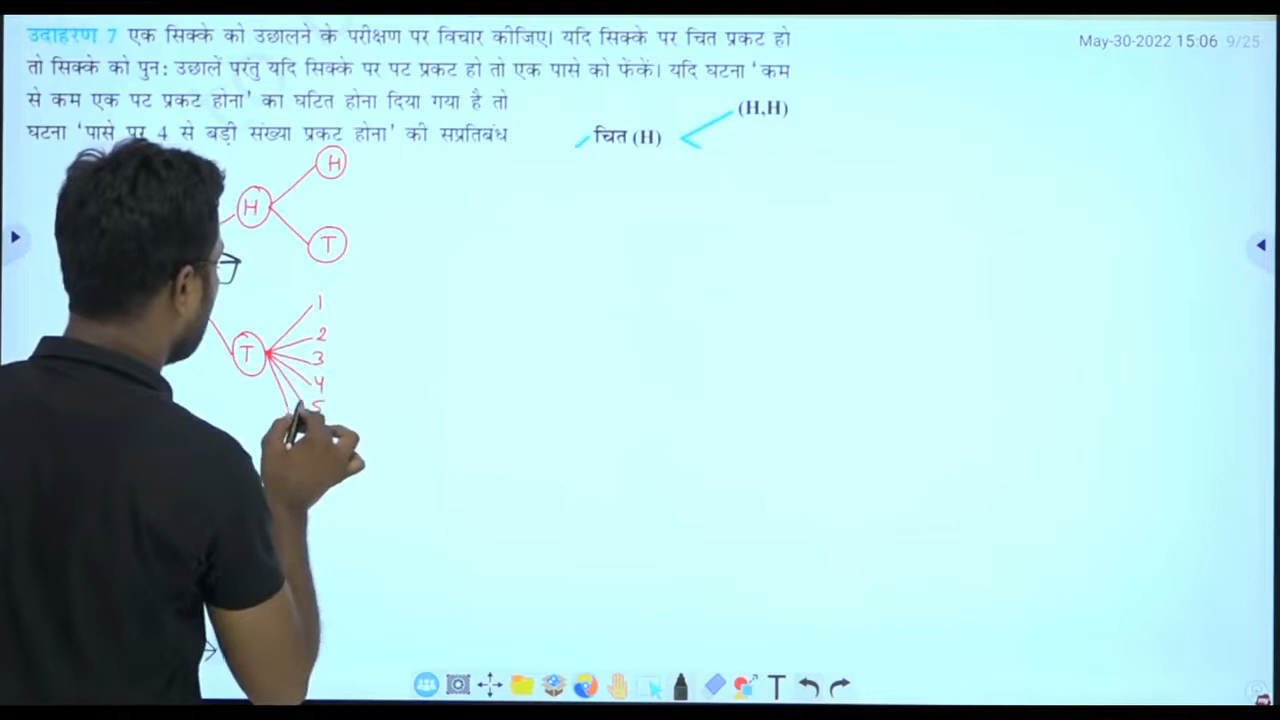 उदाहरण 7 एक सिक्के को उछालने के परीक्षण पर विचार कीजिए। यदि सिक्के पर चित प्रकट हो
तो सिक्के को पुन: उछालें परंतु यदि सिक्के पर पट प्रकट हो तो एक पासे को फेंकें। यदि घटना 'कम
से कम एक पट प्रकट होना' का घटित होना दिया गया है तो
घटना 'पासे पर 4 से बड़ी संख्या प्रकट होना' की सप्रतिबंध
May-30-2022 15:06 9/25
(H,H)
चित (H)
H
H
T
T
1
2
3
4
5
T